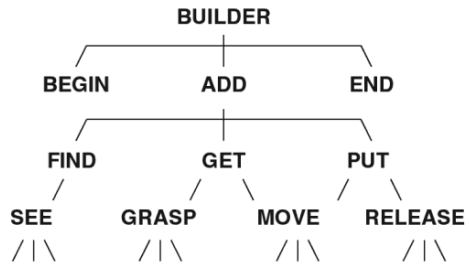 BUILDER
BEGIN ADD END
FIND GET PUT
SEE GRASP MOVE RELEASE